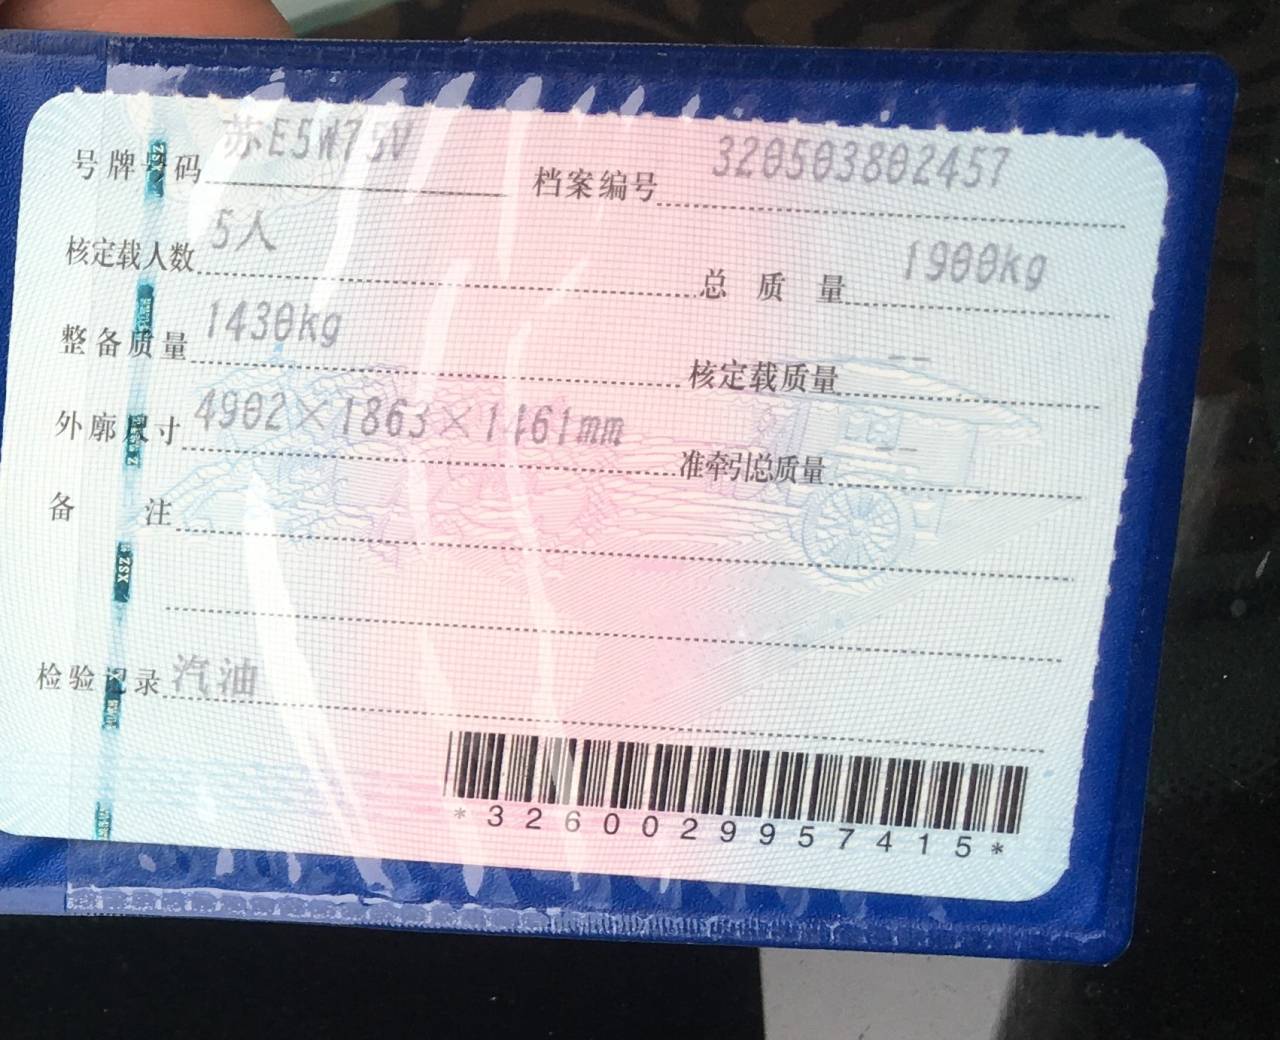 号牌号码 苏E5W75V 档案编号 320503802457
核定载人数 5人 总质量 1900kg
整备质量 1430kg 核定载质量 --
外廓尺寸 4902×1863×1461mm 准牵引总质量 --
备注
检验记录 汽油
*3260029957415*